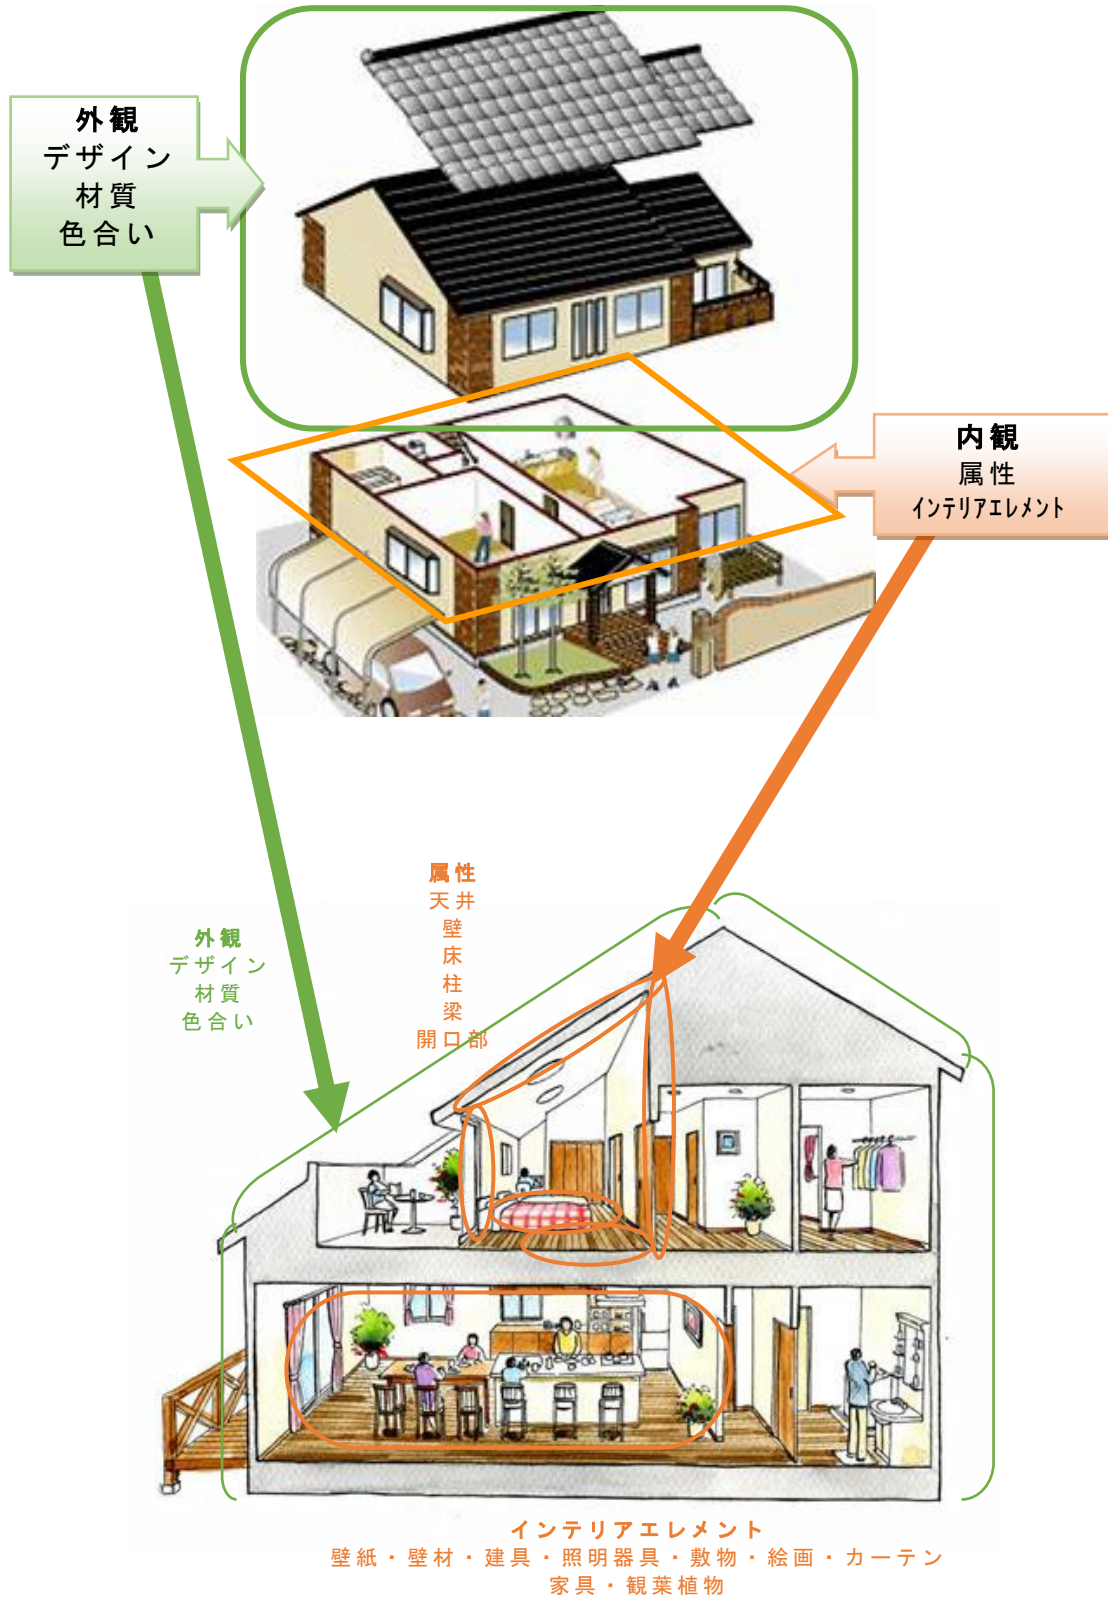 外観
デザイン
材質
色合い
内観
属性
インテリアエレメント
属性
天井
壁
床
柱
梁
開口部
外観
デザイン
材質
色合い
インテリアエレメント
壁紙・壁材・建具・照明器具・敷物・絵画・カーテン
家具・観葉植物